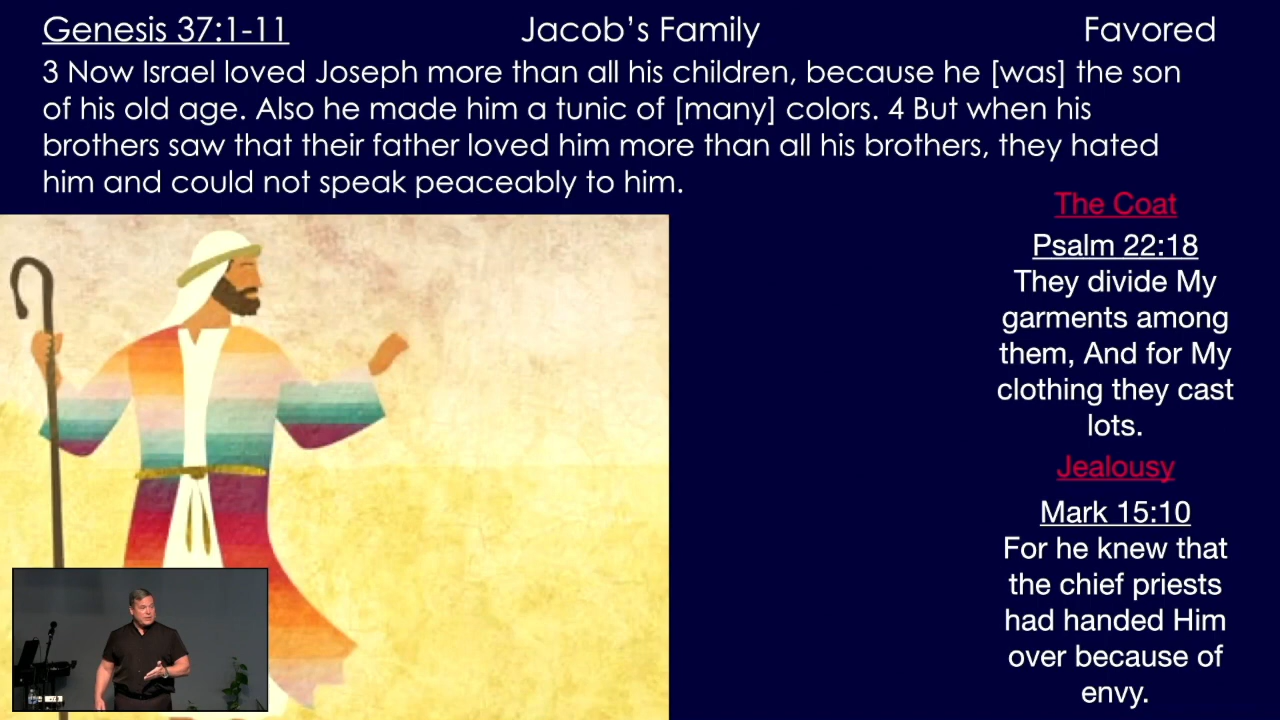 Genesis 37:1-11 Jacob’s Family Favored
3 Now Israel loved Joseph more than all his children, because he [was] the son
of his old age. Also he made him a tunic of [many] colors. 4 But when his
brothers saw that their father loved him more than all his brothers, they hated
him and could not speak peaceably to him.
The Coat
Psalm 22:18
They divide My
garments among
them, And for My
clothing they cast
lots.
Jealousy
Mark 15:10
For he knew that
the chief priests
had handed Him
over because of
envy.